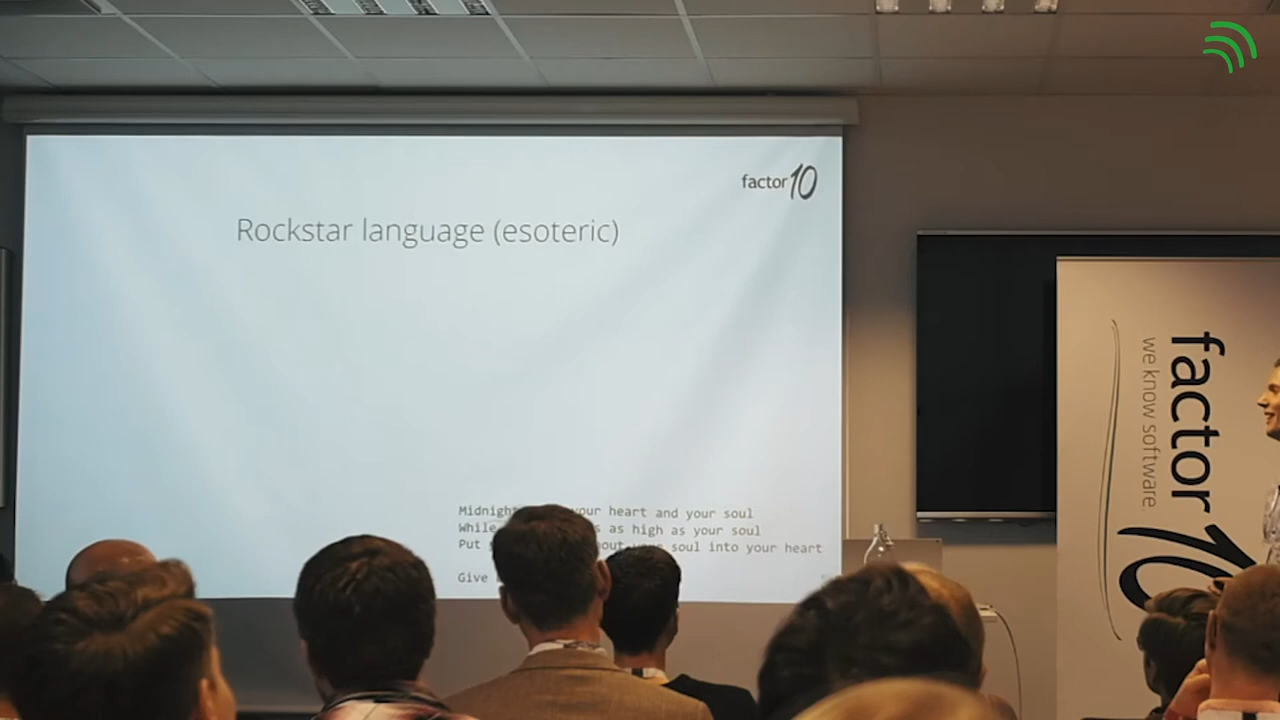 factor10
Rockstar language (esoteric)
Midnight your heart and your soul
While as high as your soul
Put your soul into your heart
Give
factor10
we know software.